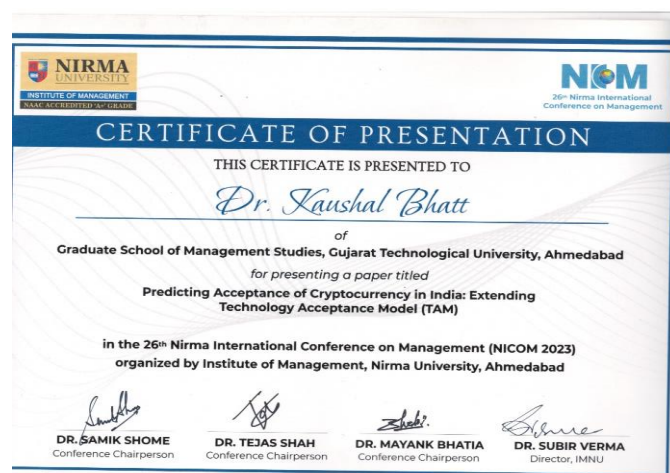 NIRMA
UNIVERSITY
INSTITUTE OF MANAGEMENT
NAAC ACCREDITED 'A+' GRADE
NICOM
26th Nirma International
Conference on Management
CERTIFICATE OF PRESENTATION
THIS CERTIFICATE IS PRESENTED TO
Dr. Kaushal Bhatt
of
Graduate School of Management Studies, Gujarat Technological University, Ahmedabad
for presenting a paper titled
Predicting Acceptance of Cryptocurrency in India: Extending
Technology Acceptance Model (TAM)
in the 26th Nirma International Conference on Management (NICOM 2023)
organized by Institute of Management, Nirma University, Ahmedabad
DR. SAMIK SHOME
Conference Chairperson
DR. TEJAS SHAH
Conference Chairperson
DR. MAYANK BHATIA
Conference Chairperson
DR. SUBIR VERMA
Director, IMNU